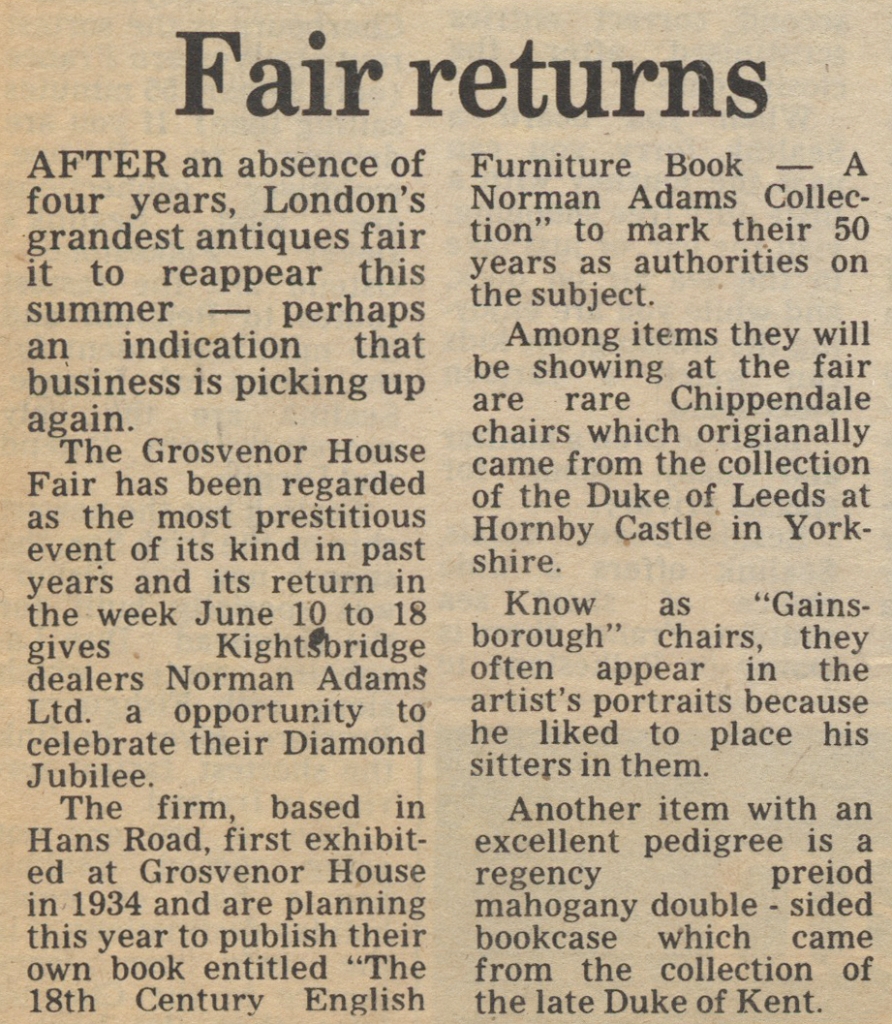 Fair returns
AFTER an absence of
four years, London's
grandest antiques fair
it to reappear this
summer — perhaps
an indication that
business is picking up
again.
The Grosvenor House
Fair has been regarded
as the most prestitious
event of its kind in past
years and its return in
the week June 10 to 18
gives Kightsbridge
dealers Norman Adams
Ltd. a opportunity to
celebrate their Diamond
Jubilee.
The firm, based in
Hans Road, first exhibit-
ed at Grosvenor House
in 1934 and are planning
this year to publish their
own book entitled "The
18th Century English
Furniture Book — A
Norman Adams Collec-
tion" to mark their 50
years as authorities on
the subject.
Among items they will
be showing at the fair
are rare Chippendale
chairs which origianally
came from the collection
of the Duke of Leeds at
Hornby Castle in York-
shire.
Know as "Gains-
borough" chairs, they
often appear in the
artist's portraits because
he liked to place his
sitters in them.
Another item with an
excellent pedigree is a
regency preiod
mahogany double - sided
bookcase which came
from the collection of
the late Duke of Kent.